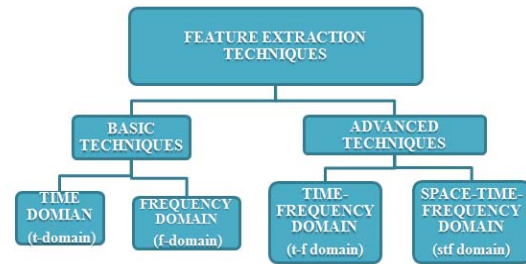 FEATURE EXTRACTION
TECHNIQUES
BASIC
TECHNIQUES
ADVANCED
TECHNIQUES
TIME
DOMIAN
(t-domain)
FREQUENCY
DOMAIN
(f-domain)
TIME-
FREQUENCY
DOMAIN
(t-f domain)
SPACE-TIME-
FREQUENCY
DOMAIN
(stf domain)